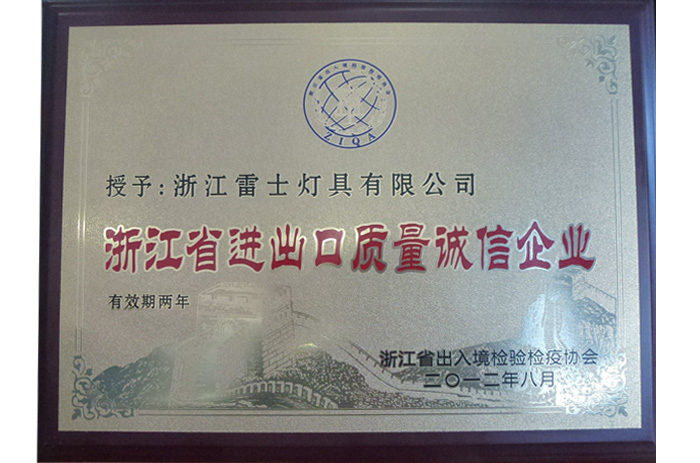 ZIQA
授予:浙江雷士灯具有限公司
浙江省进出口质量诚信企业
有效期两年
浙江省出入境检验检疫协会
二〇一二年八月